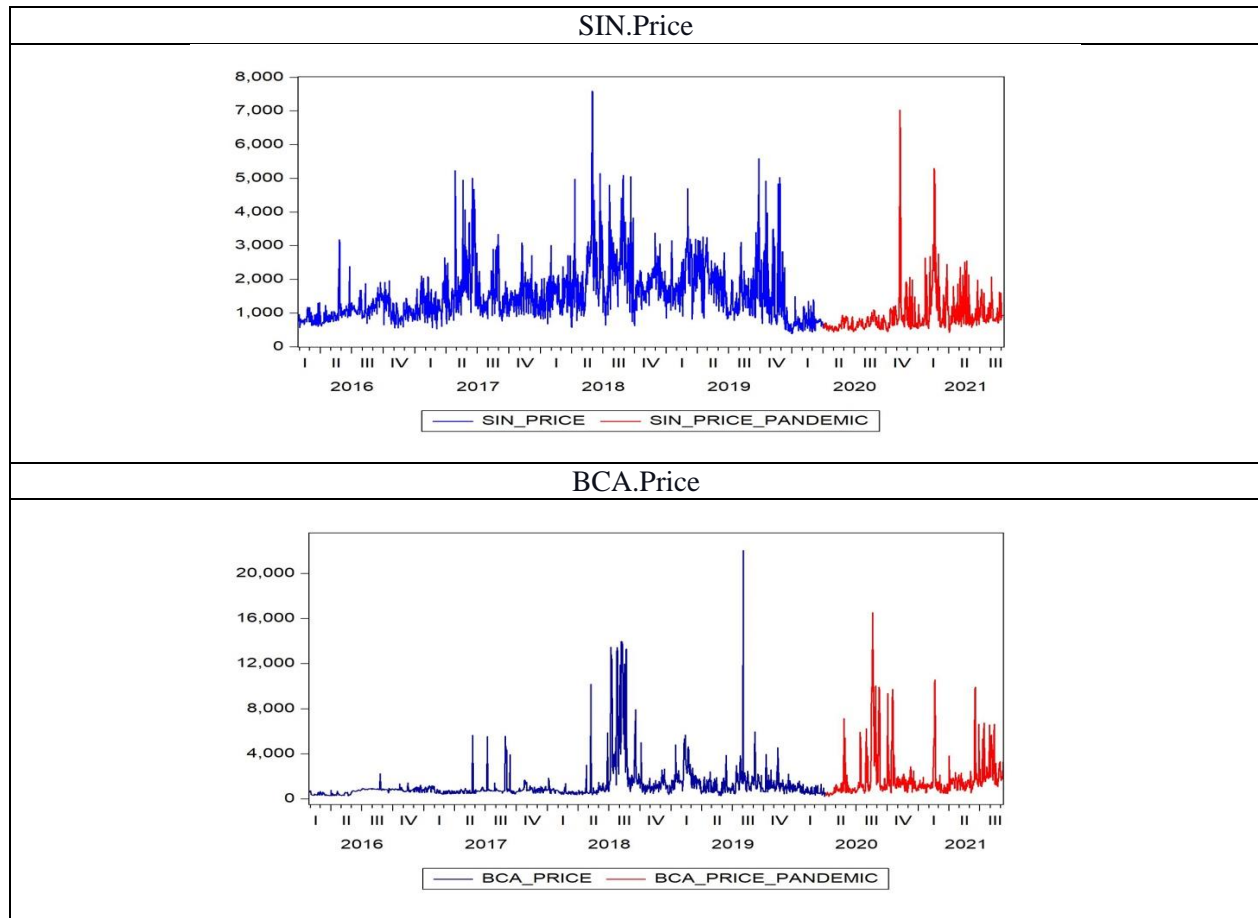 SIN.Price
8,000
7,000
6,000
5,000
4,000
3,000
2,000
1,000
0
I II III IV I II III IV I II III IV I II III IV I II III IV I II III
2016 2017 2018 2019 2020 2021
SIN_PRICE SIN_PRICE_PANDEMIC
BCA.Price
20,000
16,000
12,000
8,000
4,000
0
I II III IV I II III IV I II III IV I II III IV I II III IV I II III
2016 2017 2018 2019 2020 2021
BCA_PRICE BCA_PRICE_PANDEMIC